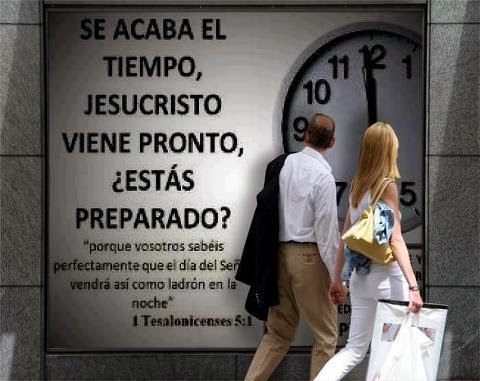 SE ACABA EL
TIEMPO,
JESUCRISTO
VIENE PRONTO,
¿ESTÁS
PREPARADO?
"porque vosotros sabéis
perfectamente que el día del Señ
vendrá así como ladrón en la
noche"
1 Tesalonicenses 5:1
11 12 1
10
9
7 5